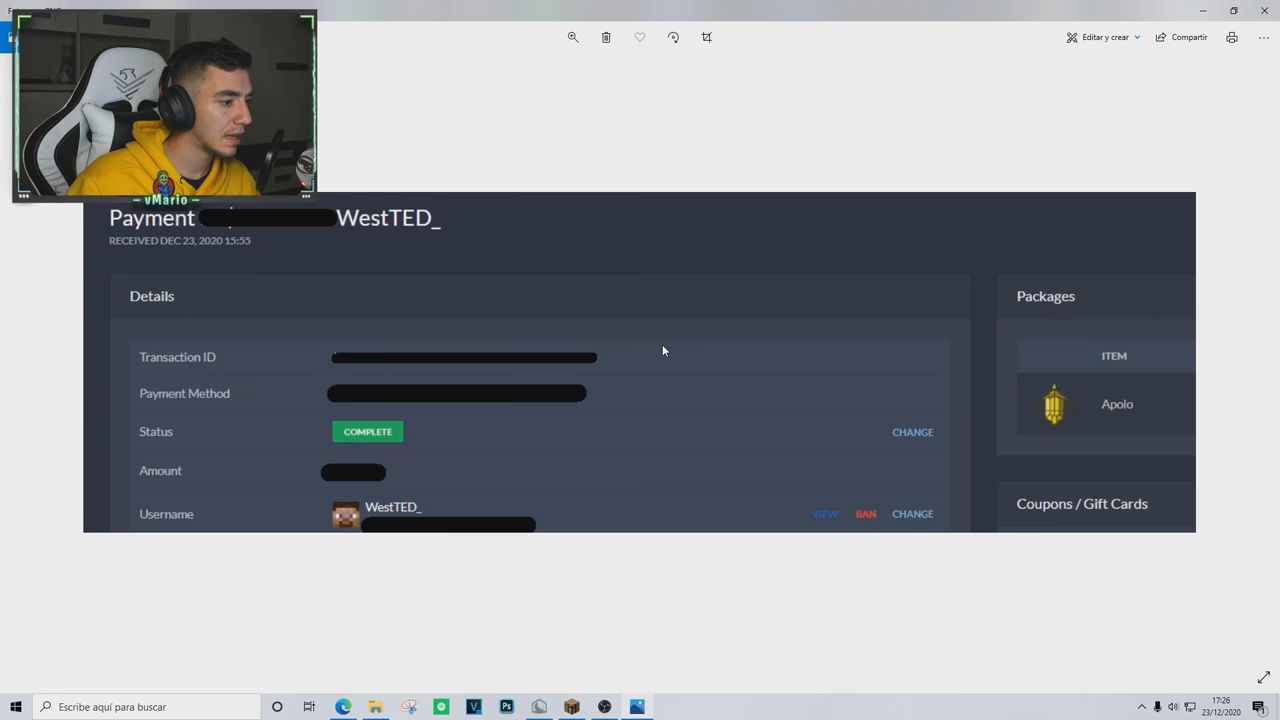 Editar y crear
Compartir
vMario
Payment WestTED_
RECEIVED DEC 23, 2020 15:55
Details
Packages
Transaction ID
ITEM
Payment Method
Apolo
Status
COMPLETE
CHANGE
Amount
Coupons / Gift Cards
Username
WestTED_
VIEW
BAN
CHANGE
Escribe aquí para buscar
17:26
23/12/2020